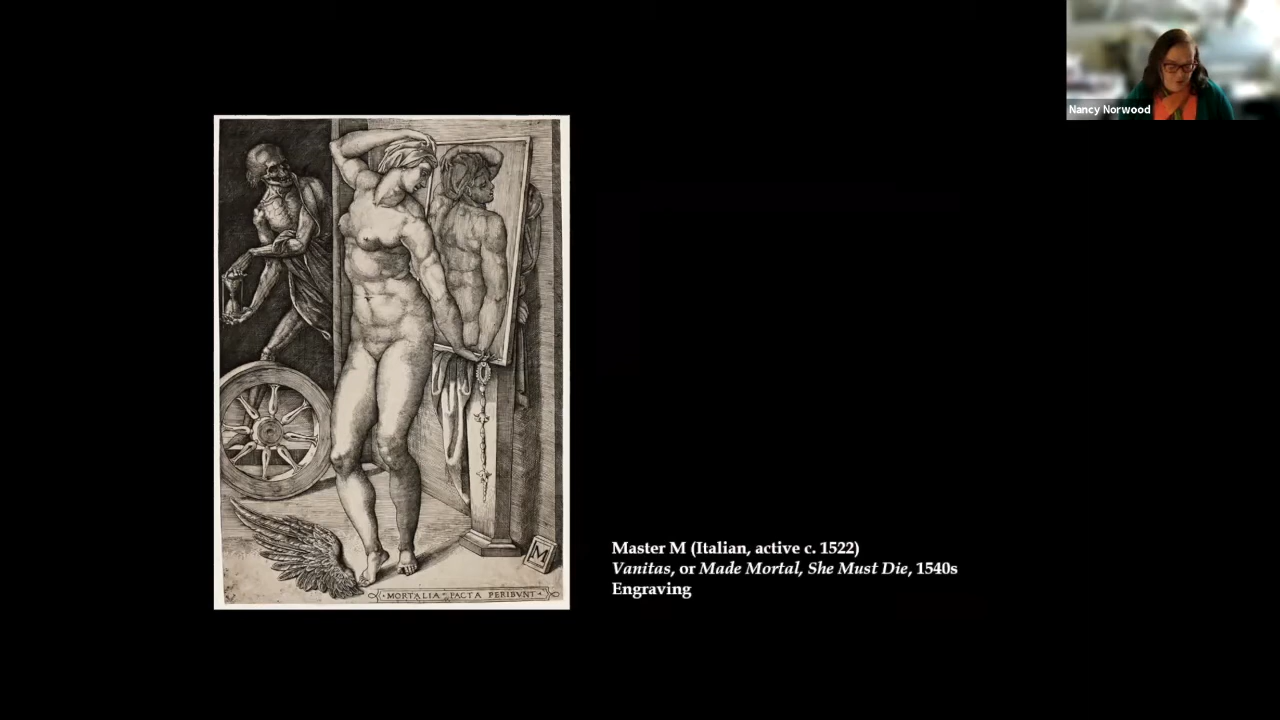 Nancy Norwood
M
MORTALIA FACTA PERIBVNT
Master M (Italian, active c. 1522)
Vanitas, or Made Mortal, She Must Die, 1540s
Engraving